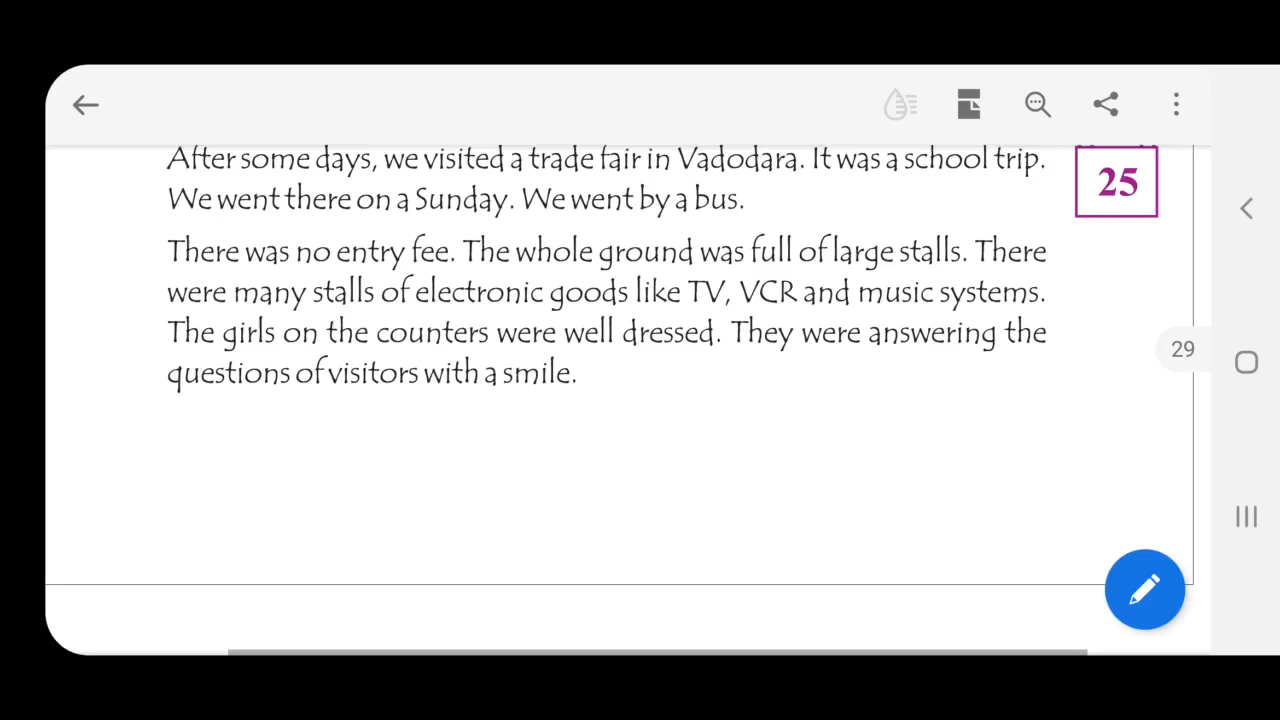 After some days, we visited a trade fair in Vadodara. It was a school trip.
We went there on a Sunday. We went by a bus.
25
There was no entry fee. The whole ground was full of large stalls. There
were many stalls of electronic goods like TV, VCR and music systems.
The girls on the counters were well dressed. They were answering the
questions of visitors with a smile.
29